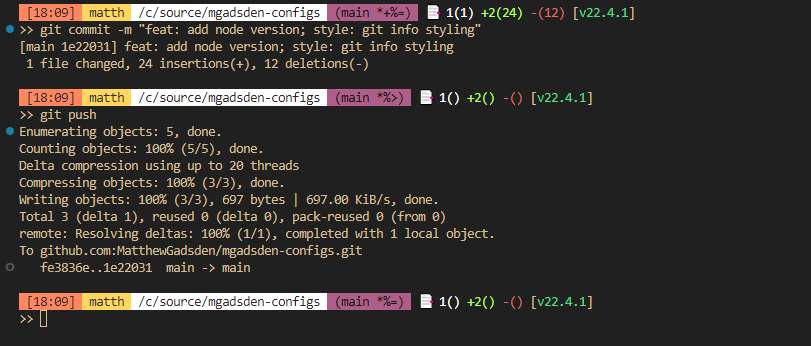 [18:09] matth /c/source/mgadsden-configs (main *+%=) 1(1) +2(24) -(12) [v22.4.1]
>> git commit -m "feat: add node version; style: git info styling"
[main 1e22031] feat: add node version; style: git info styling
1 file changed, 24 insertions(+), 12 deletions(-)
[18:09] matth /c/source/mgadsden-configs (main *%>) 1() +2() -() [v22.4.1]
>> git push
Enumerating objects: 5, done.
Counting objects: 100% (5/5), done.
Delta compression using up to 20 threads
Compressing objects: 100% (3/3), done.
Writing objects: 100% (3/3), 697 bytes | 697.00 KiB/s, done.
Total 3 (delta 1), reused 0 (delta 0), pack-reused 0 (from 0)
remote: Resolving deltas: 100% (1/1), completed with 1 local object.
To github.com:MatthewGadsden/mgadsden-configs.git
fe3836e..1e22031 main -> main
[18:09] matth /c/source/mgadsden-configs (main *%=) 1() +2() -() [v22.4.1]
>>